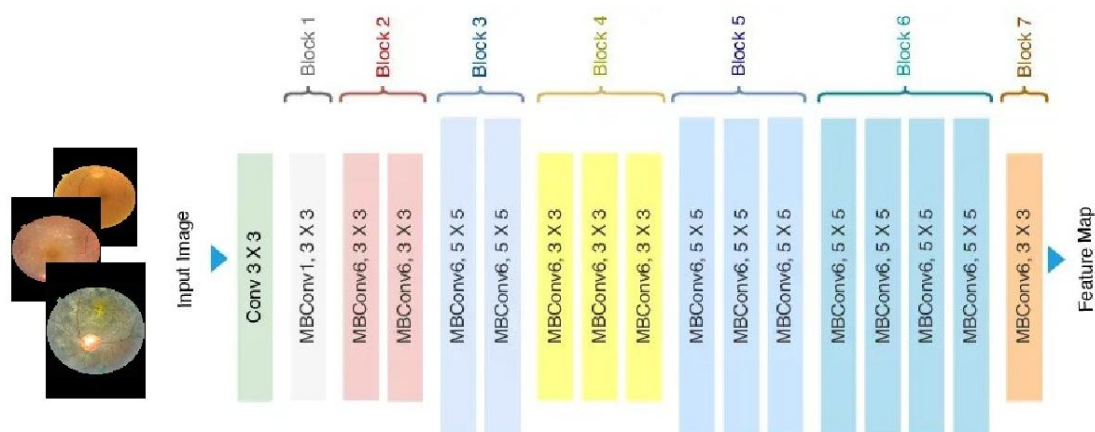 Block 1
Block 2
Block 3
Block 4
Block 5
Block 6
Block 7
Input Image
Conv 3 X 3
MBConv1, 3 X 3
MBConv6, 3 X 3
MBConv6, 3 X 3
MBConv6, 5 X 5
MBConv6, 5 X 5
MBConv6, 3 X 3
MBConv6, 3 X 3
MBConv6, 3 X 3
MBConv6, 5 X 5
MBConv6, 5 X 5
MBConv6, 5 X 5
MBConv6, 5 X 5
MBConv6, 5 X 5
MBConv6, 5 X 5
MBConv6, 5 X 5
MBConv6, 3 X 3
Feature Map